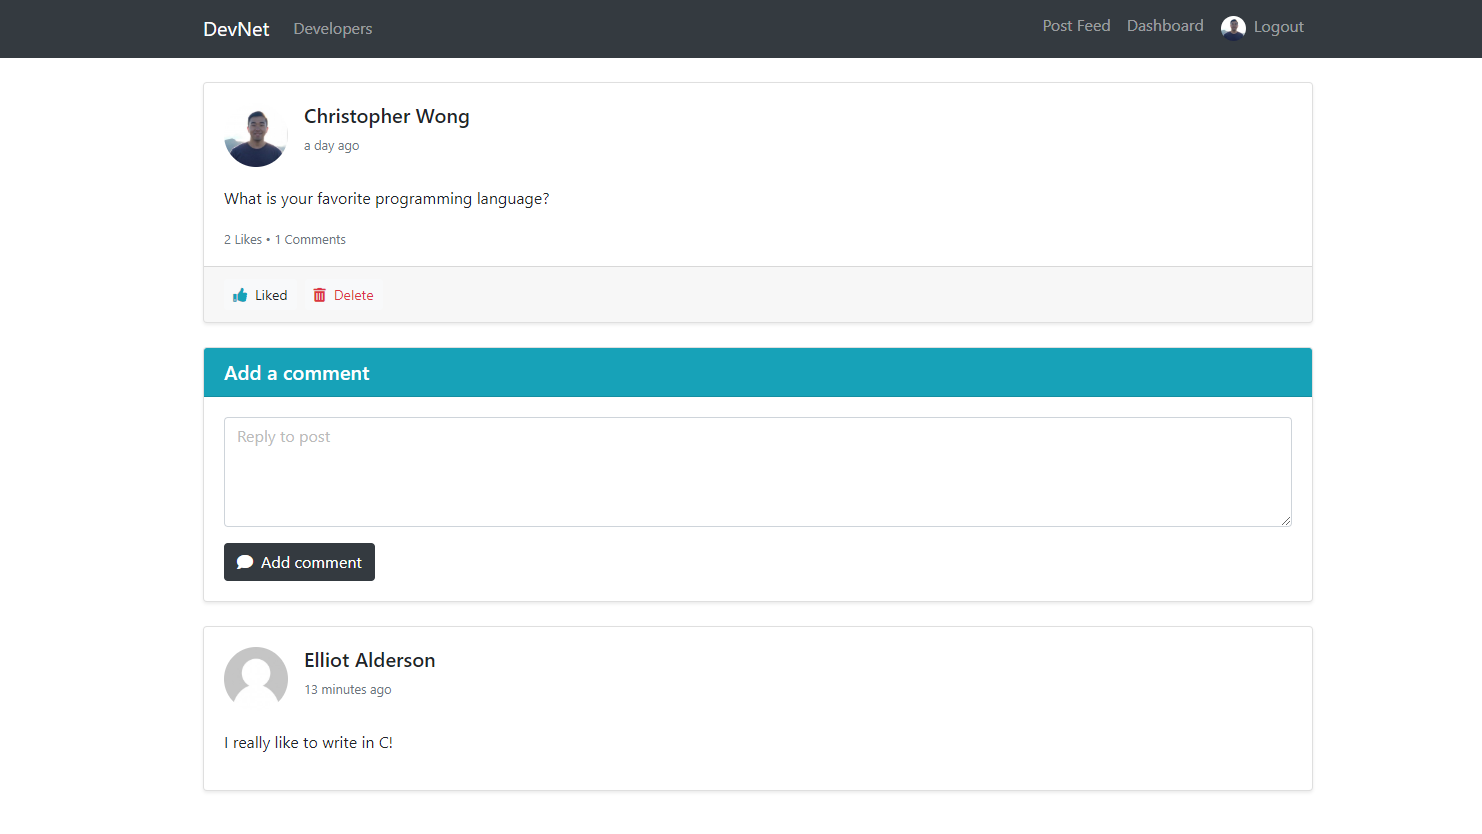 DevNet Developers Post Feed Dashboard Logout
Christopher Wong
a day ago
What is your favorite programming language?
2 Likes • 1 Comments
Liked Delete
Add a comment
Reply to post
Add comment
Elliot Alderson
13 minutes ago
I really like to write in C!